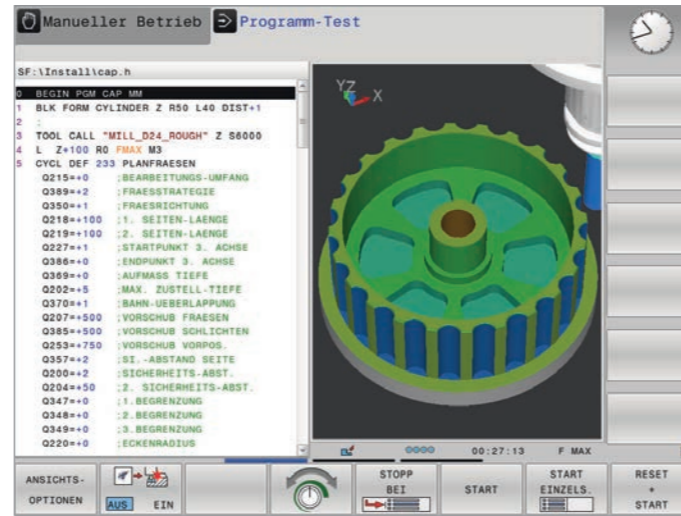 Manueller Betrieb
Programm-Test
SF:\Install\cap.h
0 BEGIN PGM CAP MM
1 BLK FORM CYLINDER Z R50 L40 DIST+1
2 ;
3 TOOL CALL "MILL_D24_ROUGH" Z S6000
4 L Z+100 R0 FMAX M3
5 CYCL DEF 233 PLANFRAESEN
Q215=+0 ;BEARBEITUNGS-UMFANG
Q389=+2 ;FRAESSTRATEGIE
Q350=+1 ;FRAESRICHTUNG
Q218=+100 ;1. SEITEN-LAENGE
Q219=+100 ;2. SEITEN-LAENGE
Q227=+1 ;STARTPUNKT 3. ACHSE
Q386=+0 ;ENDPUNKT 3. ACHSE
Q369=+0 ;AUFMASS TIEFE
Q202=+5 ;MAX. ZUSTELL-TIEFE
Q370=+1 ;BAHN-UEBERLAPPUNG
Q207=+500 ;VORSCHUB FRAESEN
Q385=+500 ;VORSCHUB SCHLICHTEN
Q253=+750 ;VORSCHUB VORPOS.
Q357=+2 ;SI.-ABSTAND SEITE
Q200=+2 ;SICHERHEITS-ABST.
Q204=+50 ;2. SICHERHEITS-ABST.
Q347=+0 ;1.BEGRENZUNG
Q348=+0 ;2.BEGRENZUNG
Q349=+0 ;3.BEGRENZUNG
Q220=+0 ;ECKENRADIUS
YZ X
00:27:13 F MAX
ANSICHTS-
OPTIONEN
AUS EIN
STOPP
BEI
START
START
EINZELS.
RESET
+
START